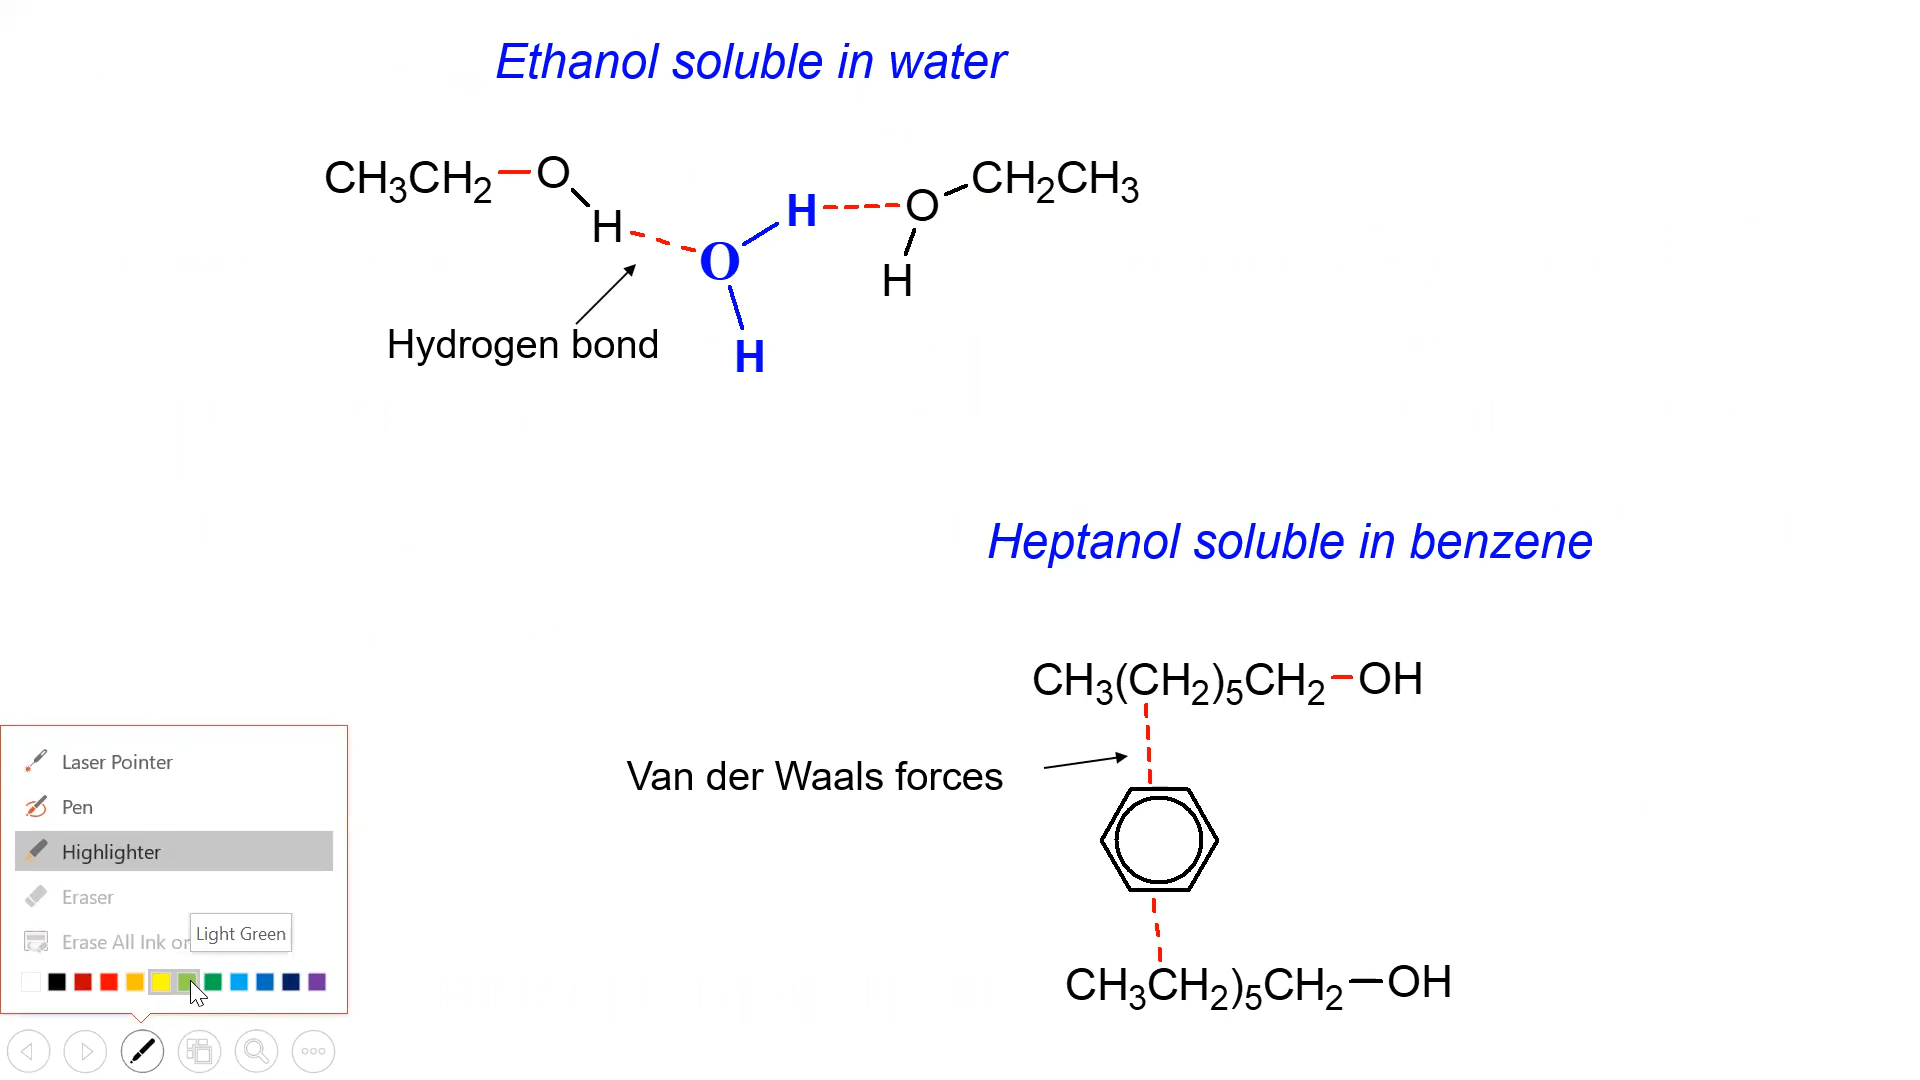 Ethanol soluble in water
CH3CH2 O CH2CH3
H O
H
O H
Hydrogen bond
H
Heptanol soluble in benzene
CH3(CH2)5CH2 OH
Van der Waals forces
CH3CH2)5CH2 OH
Laser Pointer
Pen
Highlighter
Eraser
Erase All Ink or
Light Green